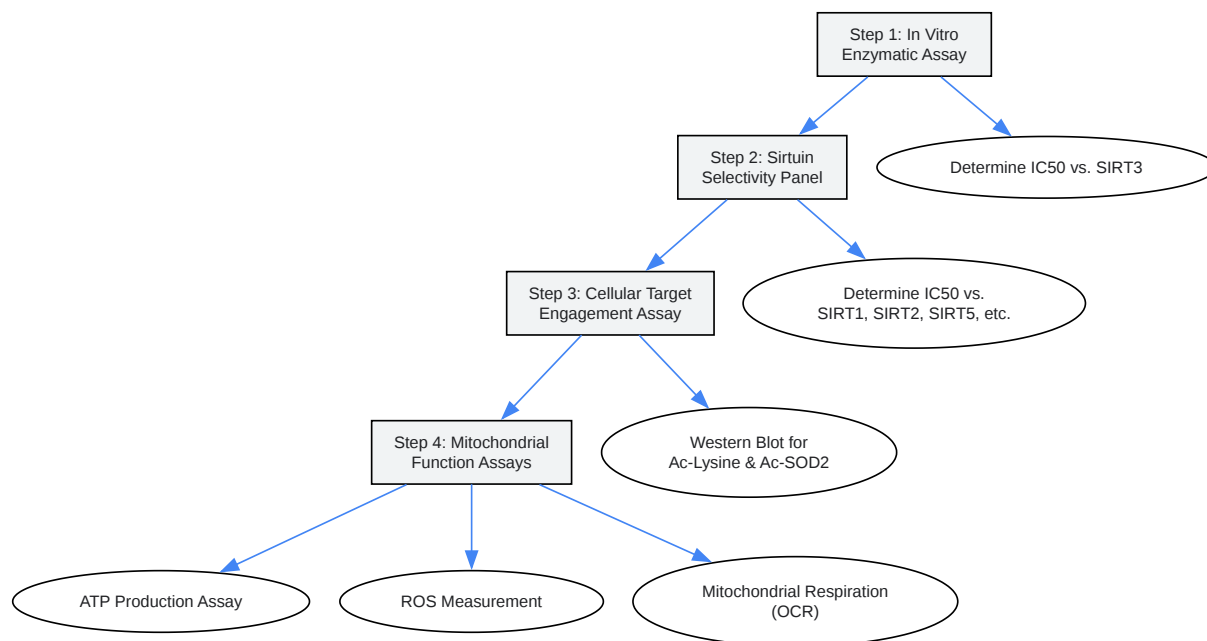 Step 1: In Vitro
Enzymatic Assay
Step 2: Sirtuin
Selectivity Panel
Determine IC50 vs. SIRT3
Step 3: Cellular Target
Engagement Assay
Determine IC50 vs.
SIRT1, SIRT2, SIRT5, etc.
Step 4: Mitochondrial
Function Assays
Western Blot for
Ac-Lysine & Ac-SOD2
ATP Production Assay
ROS Measurement
Mitochondrial Respiration
(OCR)